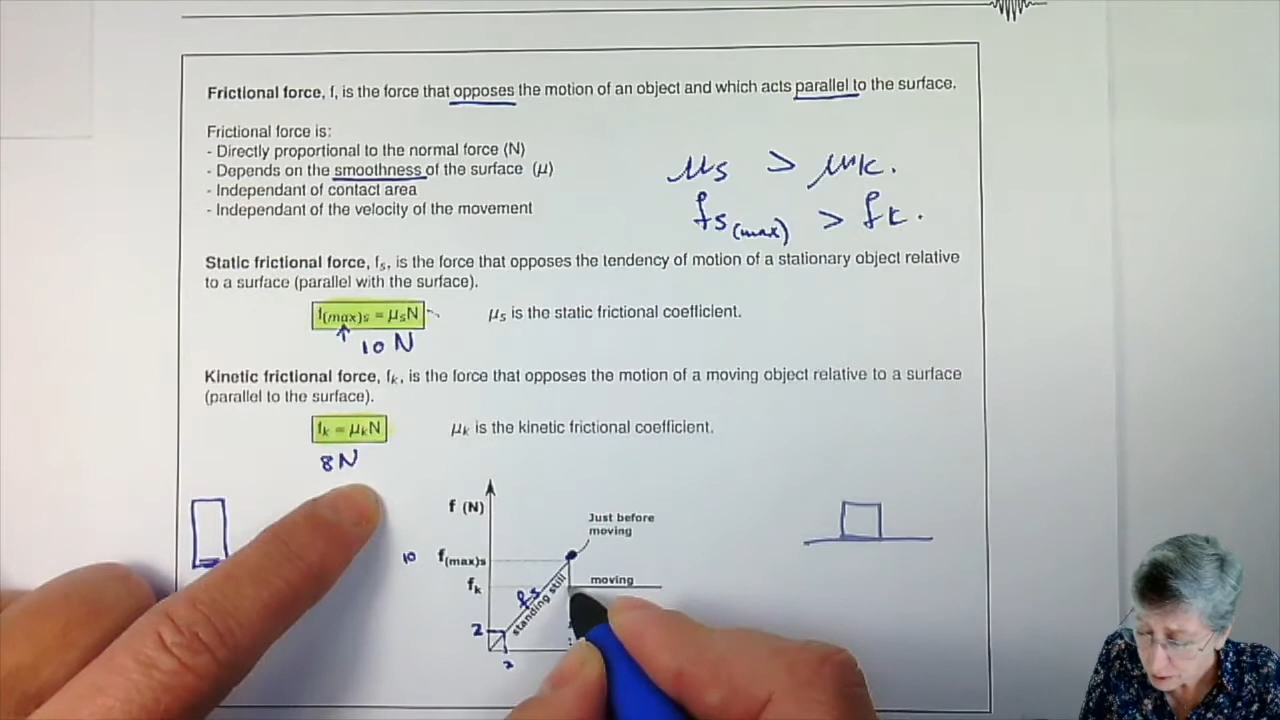 Frictional force, f, is the force that opposes the motion of an object and which acts parallel to the surface.
Frictional force is:
- Directly proportional to the normal force (N)
- Depends on the smoothness of the surface (μ)
- Independant of contact area
- Independant of the velocity of the movement
μs > μk.
fs(max) > fk.
Static frictional force, fs, is the force that opposes the tendency of motion of a stationary object relative
to a surface (parallel with the surface).
f(max)s = μsN
μs is the static frictional coefficient.
10 N
Kinetic frictional force, fk, is the force that opposes the motion of a moving object relative to a surface
(parallel to the surface).
fk = μkN
μk is the kinetic frictional coefficient.
8N
f (N)
Just before
moving
10 f(max)s
fk
moving
fs
standing still
2
2